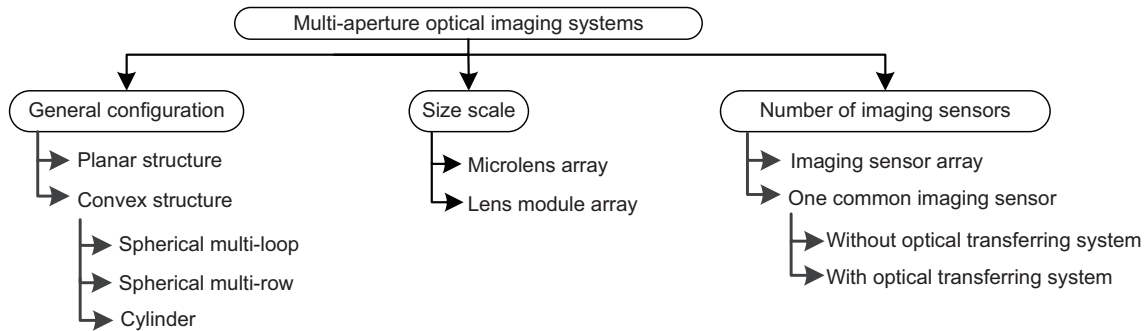 Multi-aperture optical imaging systems
General configuration
Planar structure
Convex structure
Spherical multi-loop
Spherical multi-row
Cylinder
Size scale
Microlens array
Lens module array
Number of imaging sensors
Imaging sensor array
One common imaging sensor
Without optical transferring system
With optical transferring system